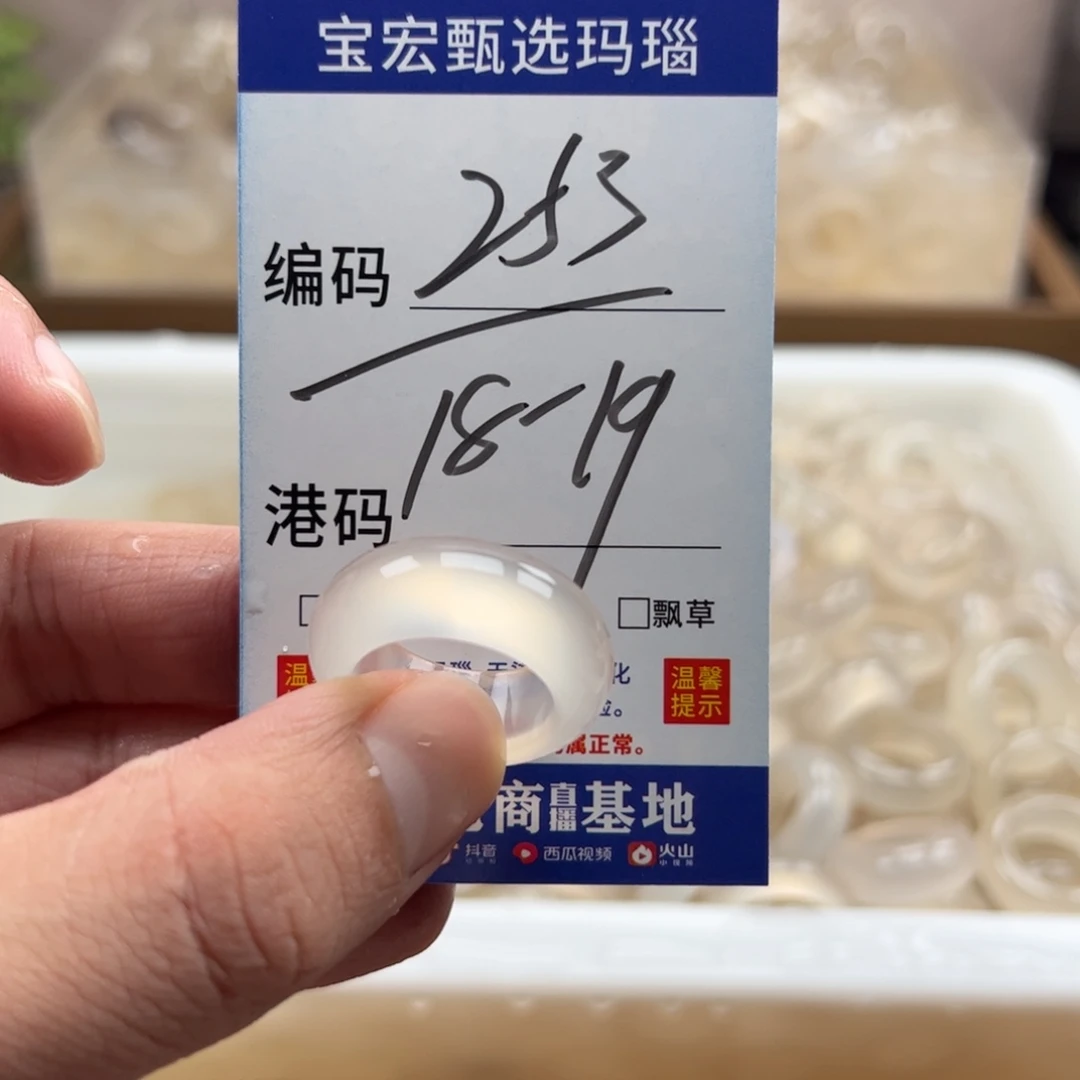 宝宏甄选玛瑙
编码 253
港码 18-19
飘草
温馨
提示
属正常。
商直播基地
抖音 西瓜视频 火山